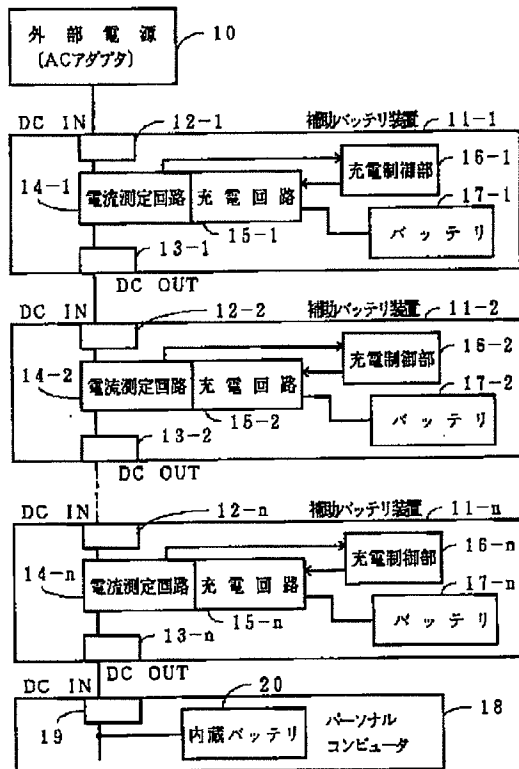 外部電源
(ACアダプタ)
10
DC IN
12-1
補助バッテリ装置
11-1
充電制御部
16-1
14-1
電流測定回路
充電回路
17-1
15-1
バッテリ
13-1
DC OUT
DC IN
12-2
補助バッテリ装置
11-2
充電制御部
16-2
14-2
電流測定回路
充電回路
17-2
15-2
バッテリ
13-2
DC OUT
DC IN
12-n
補助バッテリ装置
11-n
充電制御部
16-n
14-n
電流測定回路
充電回路
17-n
15-n
バッテリ
13-n
DC OUT
DC IN
20
18
19
内蔵バッテリ
パーソナル
コンピュータ